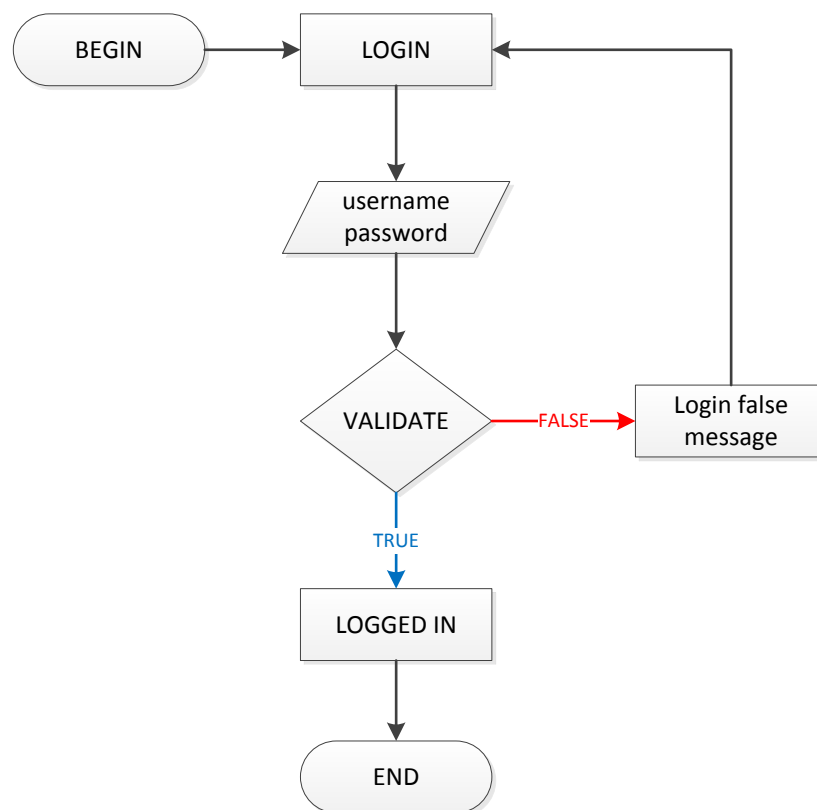 BEGIN
LOGIN
username
password
VALIDATE
FALSE
Login false
message
TRUE
LOGGED IN
END